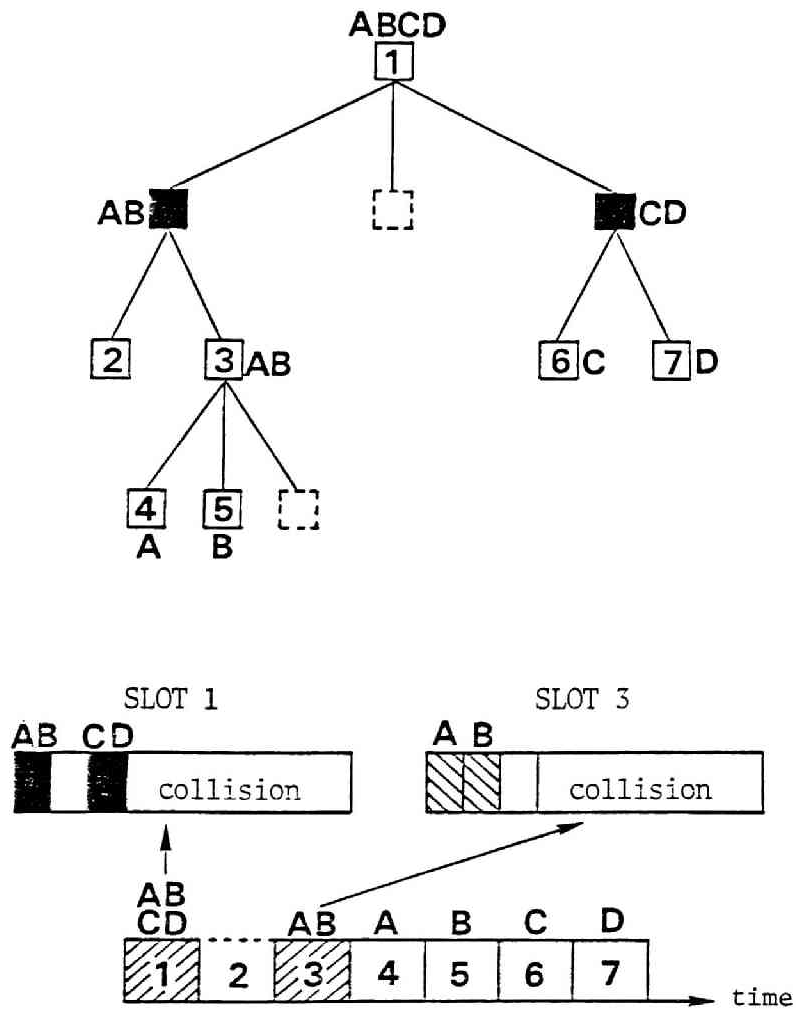 ABCD
1
AB CD
2 3 AB 6 C 7 D
4 5
A B
SLOT 1 SLOT 3
AB CD A B
collision collision
AB
CD AB A B C D
1 2 3 4 5 6 7
time